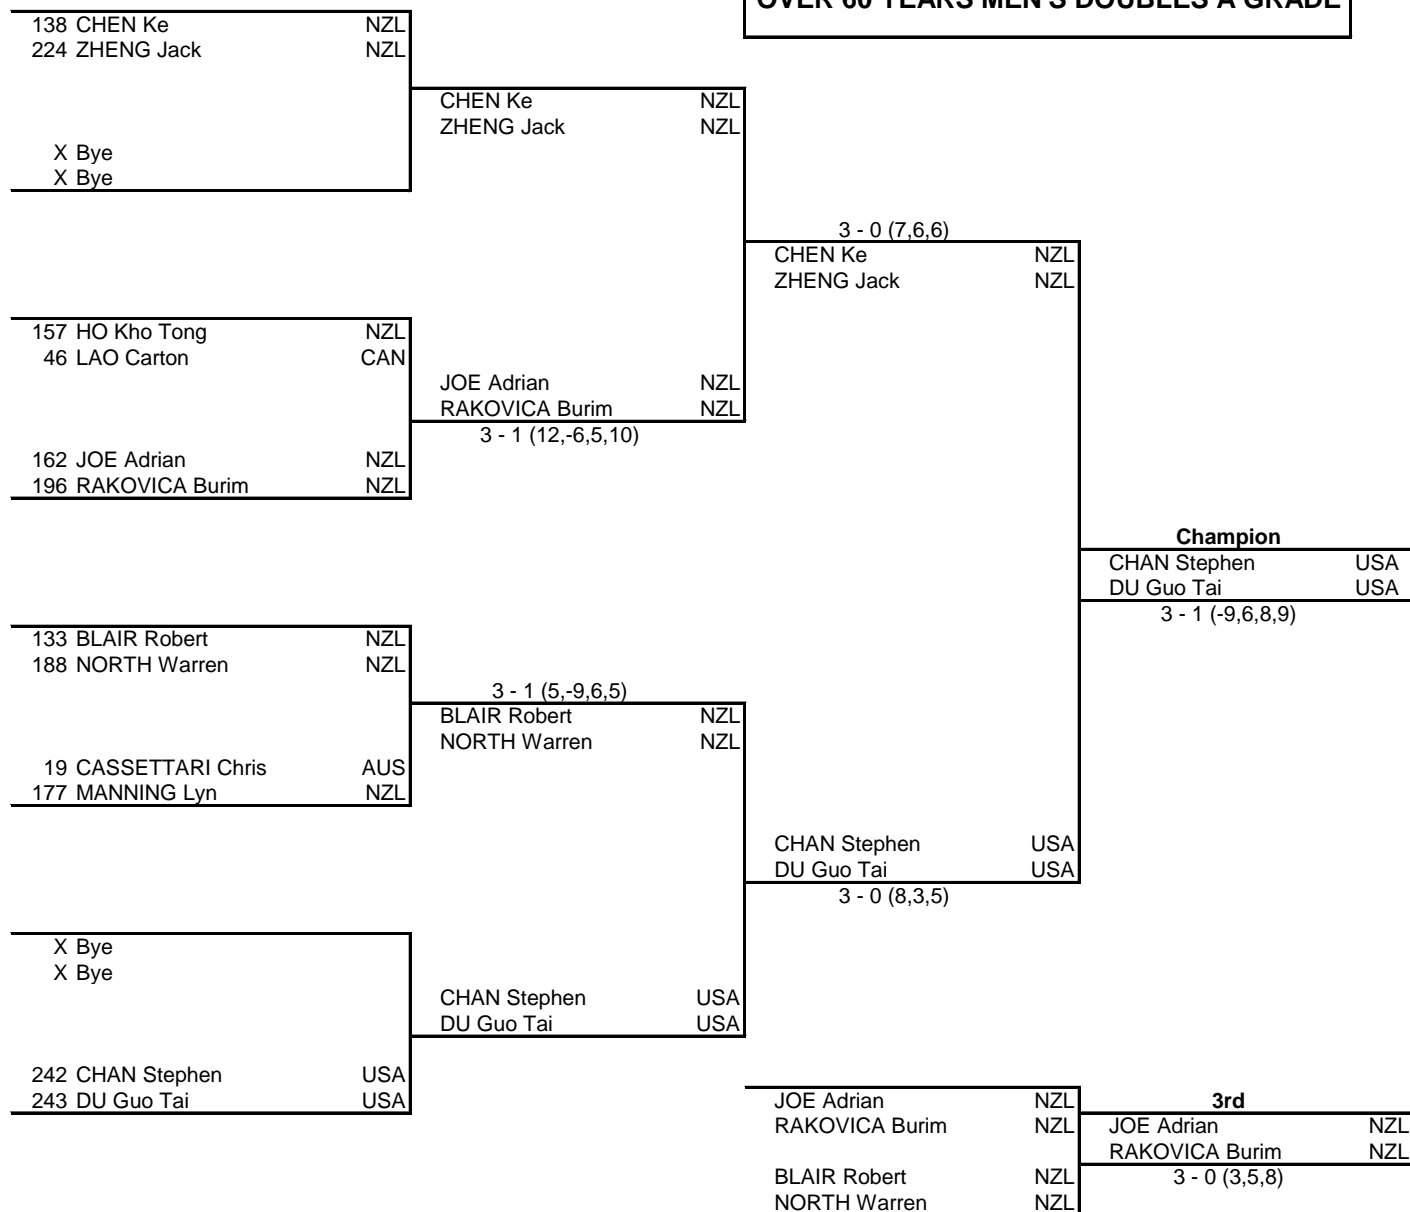 OVER 60 YEARS MEN'S DOUBLES A GRADE
138 CHEN Ke NZL
224 ZHENG Jack NZL
X Bye
X Bye
157 HO Kho Tong NZL
46 LAO Carton CAN
162 JOE Adrian NZL
196 RAKOVICA Burim NZL
133 BLAIR Robert NZL
188 NORTH Warren NZL
19 CASSETTARI Chris AUS
177 MANNING Lyn NZL
X Bye
X Bye
242 CHAN Stephen USA
243 DU Guo Tai USA
CHEN Ke NZL
ZHENG Jack NZL
JOE Adrian NZL
RAKOVICA Burim NZL
3 - 1 (12,-6,5,10)
3 - 1 (5,-9,6,5)
BLAIR Robert NZL
NORTH Warren NZL
CHAN Stephen USA
DU Guo Tai USA
3 - 0 (7,6,6)
CHEN Ke NZL
ZHENG Jack NZL
CHAN Stephen USA
DU Guo Tai USA
3 - 0 (8,3,5)
Champion
CHAN Stephen USA
DU Guo Tai USA
3 - 1 (-9,6,8,9)
JOE Adrian NZL
RAKOVICA Burim NZL
BLAIR Robert NZL
NORTH Warren NZL
3rd
JOE Adrian NZL
RAKOVICA Burim NZL
3 - 0 (3,5,8)